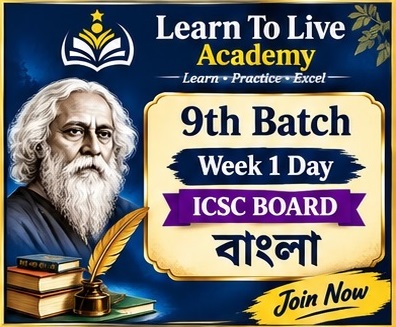 Learn To Live
Academy
Learn • Practice • Excel
9th Batch
Week 1 Day
ICSC BOARD
বাংলা
Join Now